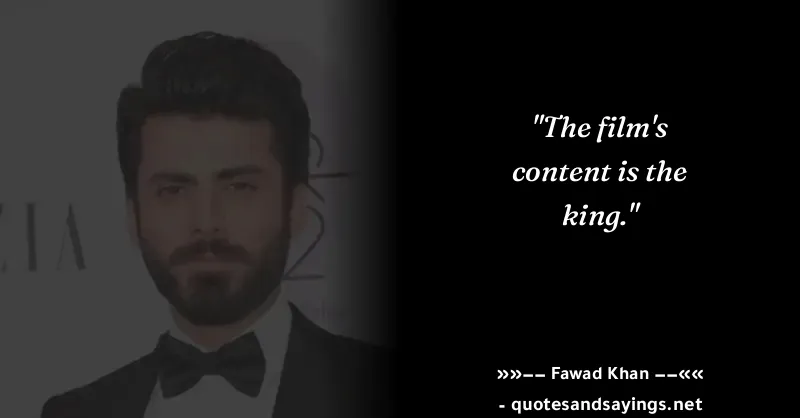 "The film's
content is the
king."
»»–– Fawad Khan ––««
- quotesandsayings.net